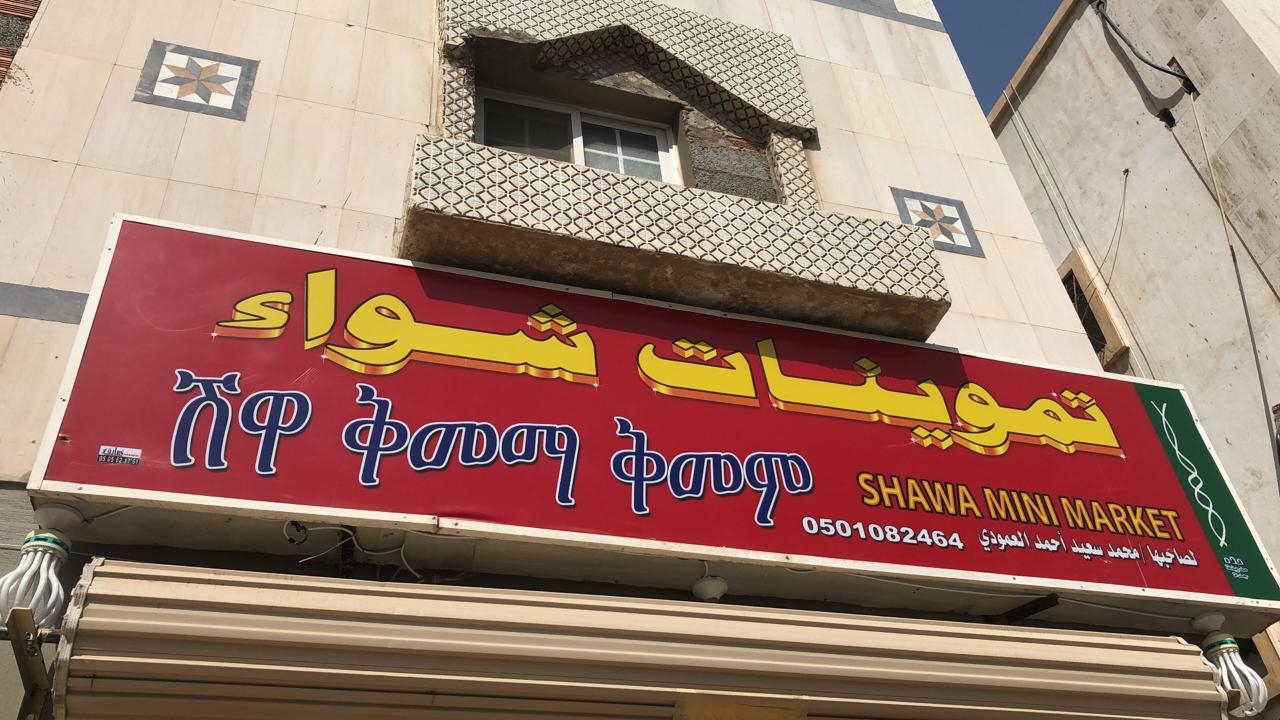 تموينات شواء
ሸዋ ቅመማ ቅመም
SHAWA MINI MARKET
0501082464 لصاحبها / محمد سعيد أحمد العمودي